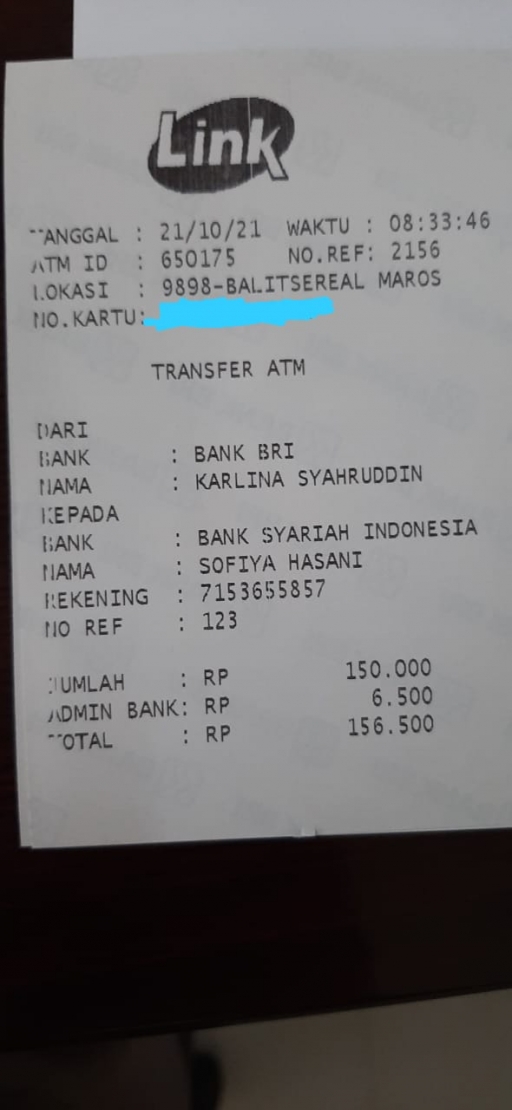 Link
TANGGAL : 21/10/21 WAKTU : 08:33:46
ATM ID : 650175 NO.REF: 2156
LOKASI : 9898-BALITSEREAL MAROS
NO.KARTU:
TRANSFER ATM
DARI
BANK : BANK BRI
NAMA : KARLINA SYAHRUDDIN
KEPADA
BANK : BANK SYARIAH INDONESIA
NAMA : SOFIYA HASANI
REKENING : 7153655857
NO REF : 123
JUMLAH : RP 150.000
ADMIN BANK: RP 6.500
TOTAL : RP 156.500